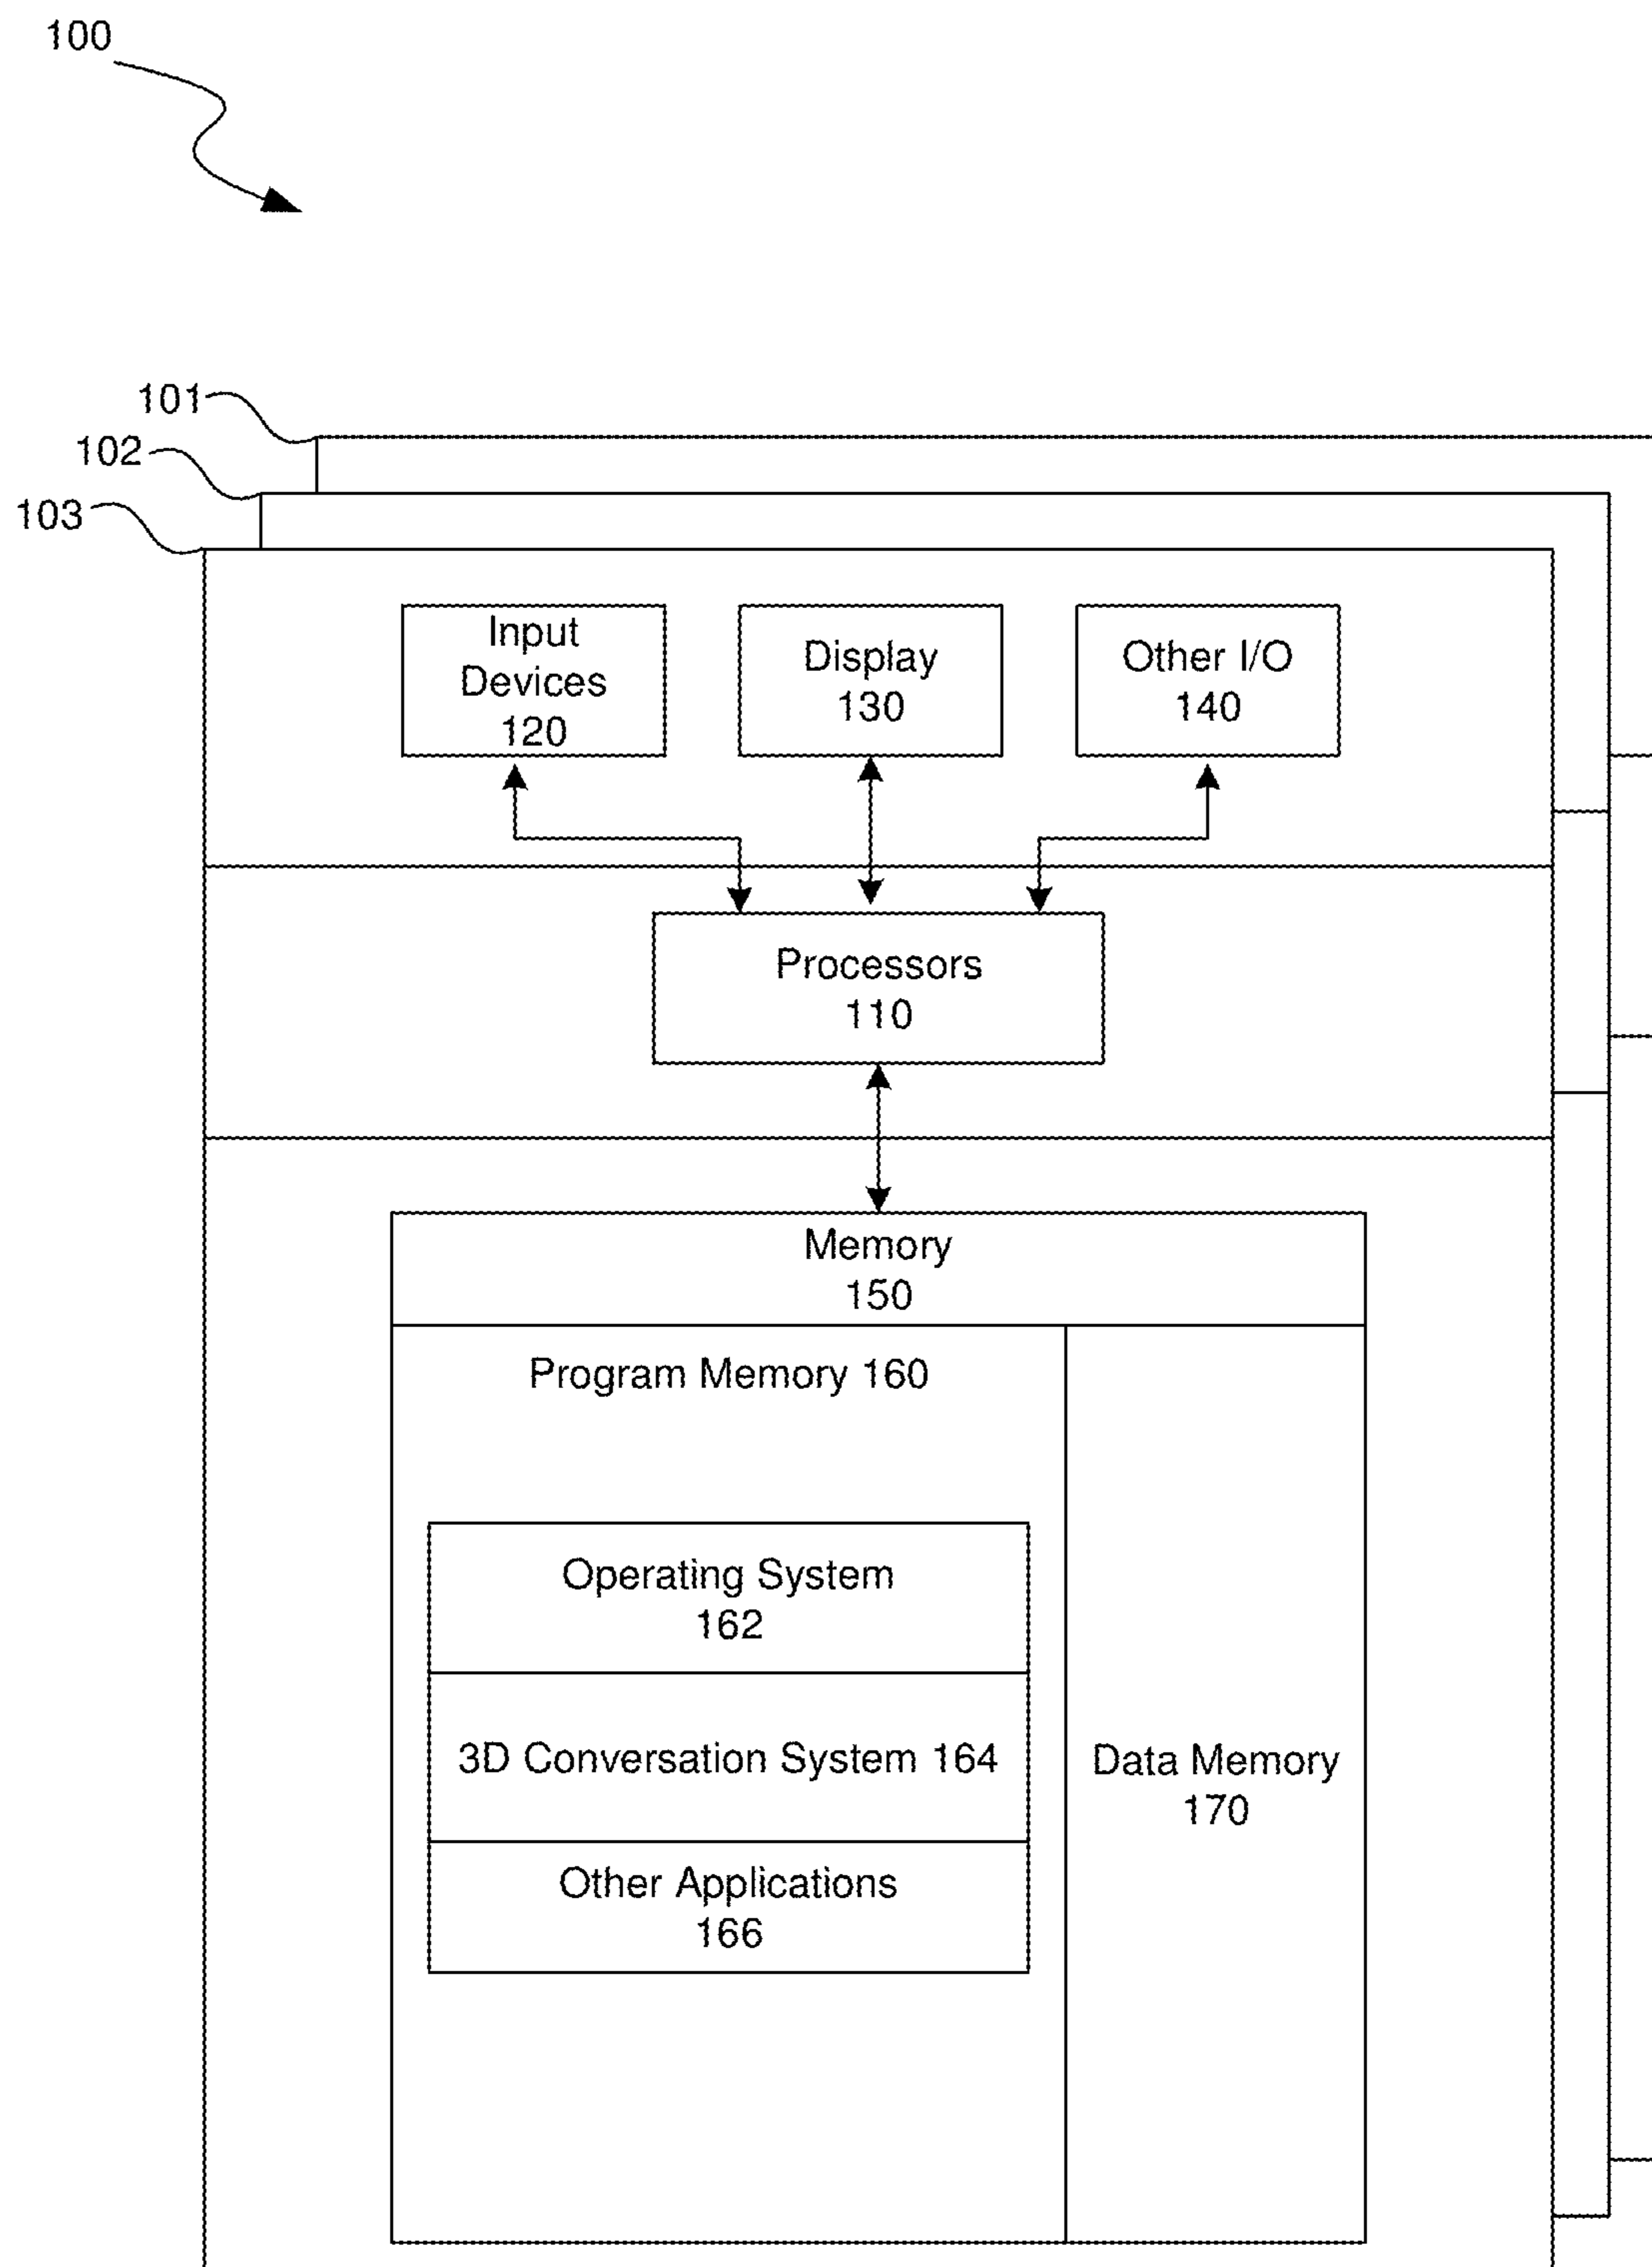 100
101
102
103
Input
Devices
120
Display
130
Other I/O
140
Processors
110
Memory
150
Program Memory 160
Operating System
162
3D Conversation System 164
Other Applications
166
Data Memory
170